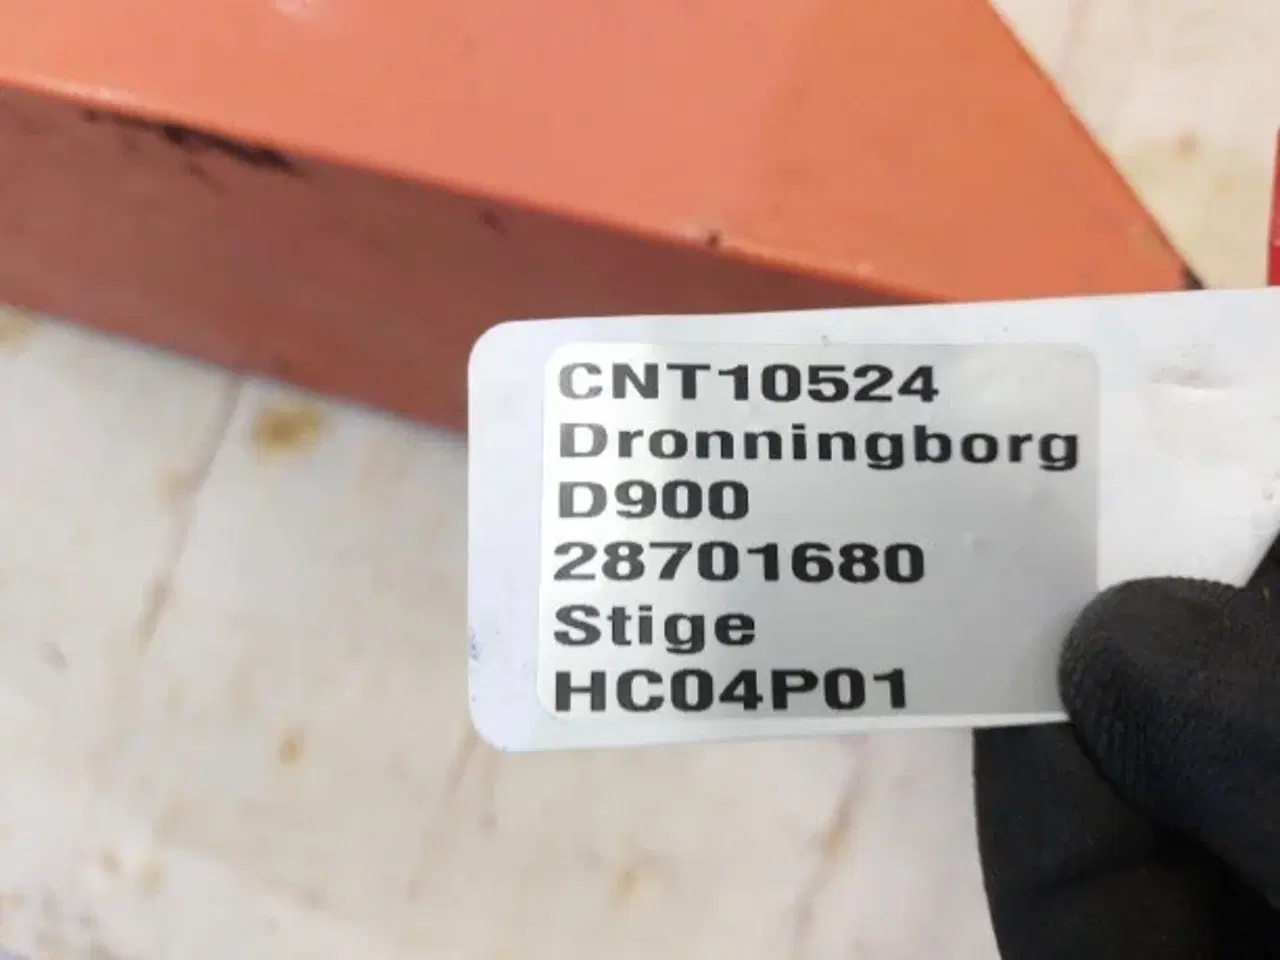 CNT10524
Dronningborg
D900
28701680
Stige
HC04P01